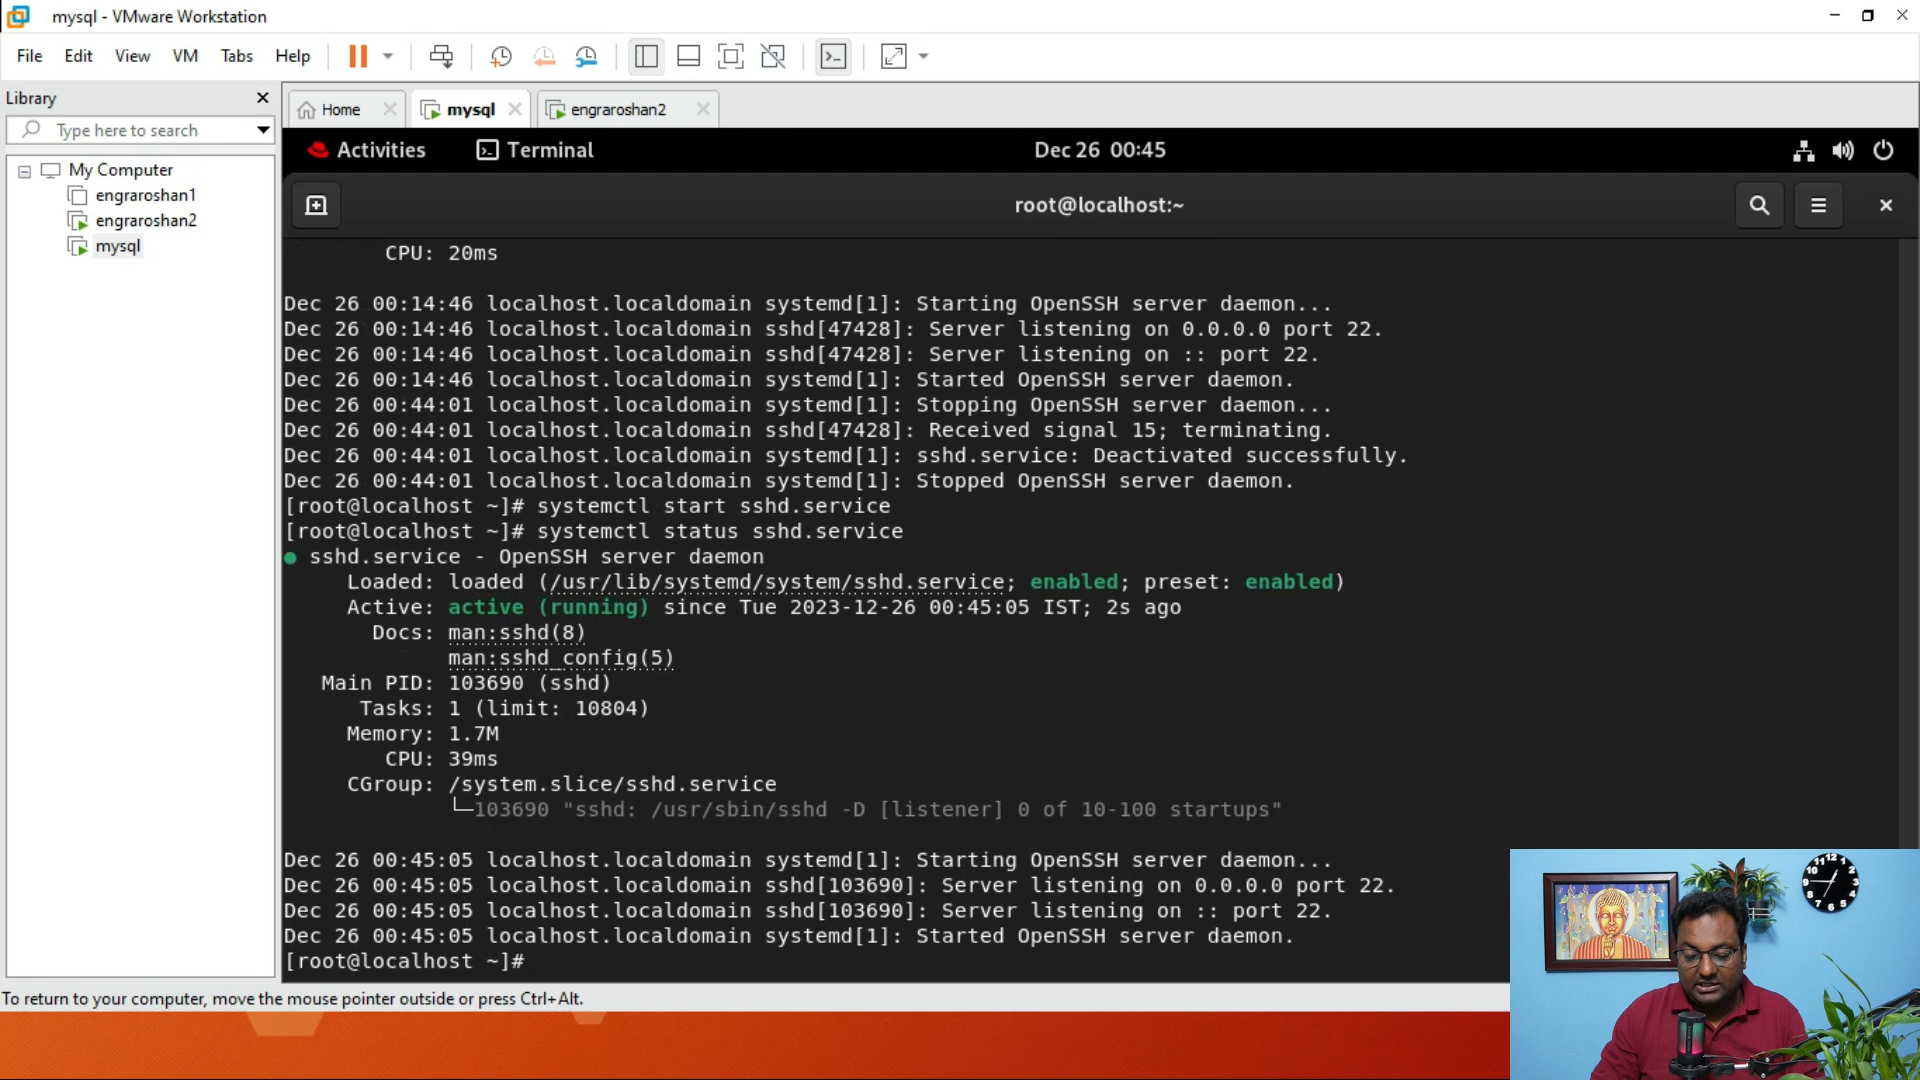 mysql - VMware Workstation
File Edit View VM Tabs Help
Library
Type here to search
My Computer
engraroshan1
engraroshan2
mysql
Home
mysql
engraroshan2
Activities
Terminal
Dec 26 00:45
root@localhost:~
CPU: 20ms
Dec 26 00:14:46 localhost.localdomain systemd[1]: Starting OpenSSH server daemon...
Dec 26 00:14:46 localhost.localdomain sshd[47428]: Server listening on 0.0.0.0 port 22.
Dec 26 00:14:46 localhost.localdomain sshd[47428]: Server listening on :: port 22.
Dec 26 00:14:46 localhost.localdomain systemd[1]: Started OpenSSH server daemon.
Dec 26 00:44:01 localhost.localdomain systemd[1]: Stopping OpenSSH server daemon...
Dec 26 00:44:01 localhost.localdomain sshd[47428]: Received signal 15; terminating.
Dec 26 00:44:01 localhost.localdomain systemd[1]: sshd.service: Deactivated successfully.
Dec 26 00:44:01 localhost.localdomain systemd[1]: Stopped OpenSSH server daemon.
[root@localhost ~]# systemctl start sshd.service
[root@localhost ~]# systemctl status sshd.service
● sshd.service - OpenSSH server daemon
Loaded: loaded (/usr/lib/systemd/system/sshd.service; enabled; preset: enabled)
Active: active (running) since Tue 2023-12-26 00:45:05 IST; 2s ago
Docs: man:sshd(8)
man:sshd_config(5)
Main PID: 103690 (sshd)
Tasks: 1 (limit: 10804)
Memory: 1.7M
CPU: 39ms
CGroup: /system.slice/sshd.service
└─103690 "sshd: /usr/sbin/sshd -D [listener] 0 of 10-100 startups"
Dec 26 00:45:05 localhost.localdomain systemd[1]: Starting OpenSSH server daemon...
Dec 26 00:45:05 localhost.localdomain sshd[103690]: Server listening on 0.0.0.0 port 22.
Dec 26 00:45:05 localhost.localdomain sshd[103690]: Server listening on :: port 22.
Dec 26 00:45:05 localhost.localdomain systemd[1]: Started OpenSSH server daemon.
[root@localhost ~]#
To return to your computer, move the mouse pointer outside or press Ctrl+Alt.